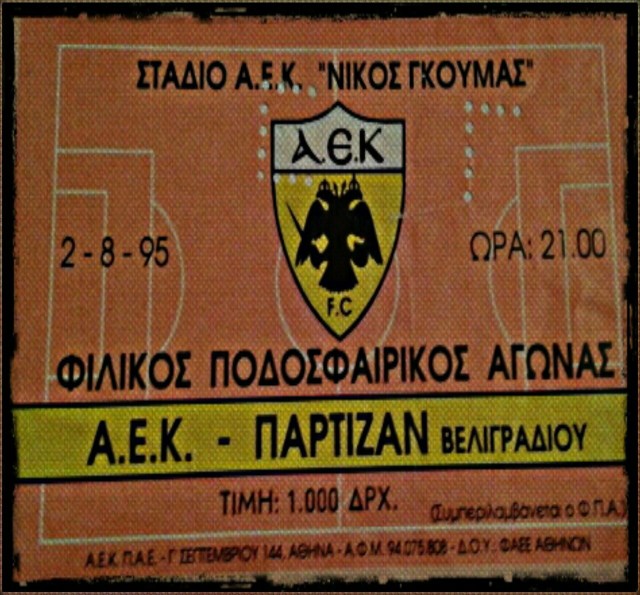 ΣΤΑΔΙΟ Α.Ε.Κ. "ΝΙΚΟΣ ΓΚΟΥΜΑΣ"
Α.Ε.Κ
F.C
2 - 8 - 95
ΩΡΑ: 21.00
ΦΙΛΙΚΟΣ ΠΟΔΟΣΦΑΙΡΙΚΟΣ ΑΓΩΝΑΣ
Α.Ε.Κ. - ΠΑΡΤΙΖΑΝ ΒΕΛΙΓΡΑΔΙΟΥ
ΤΙΜΗ: 1.000 ΔΡΧ.
(Συμπεριλαμβάνεται ο Φ.Π.Α.)
Α.Ε.Κ Π.Α.Ε. - Γ' ΣΕΠΤΕΜΒΡΙΟΥ 144, ΑΘΗΝΑ - Α.Φ.Μ. 94.075.808 - Δ.Ο.Υ: ΦΑΕΕ ΑΘΗΝΩΝ